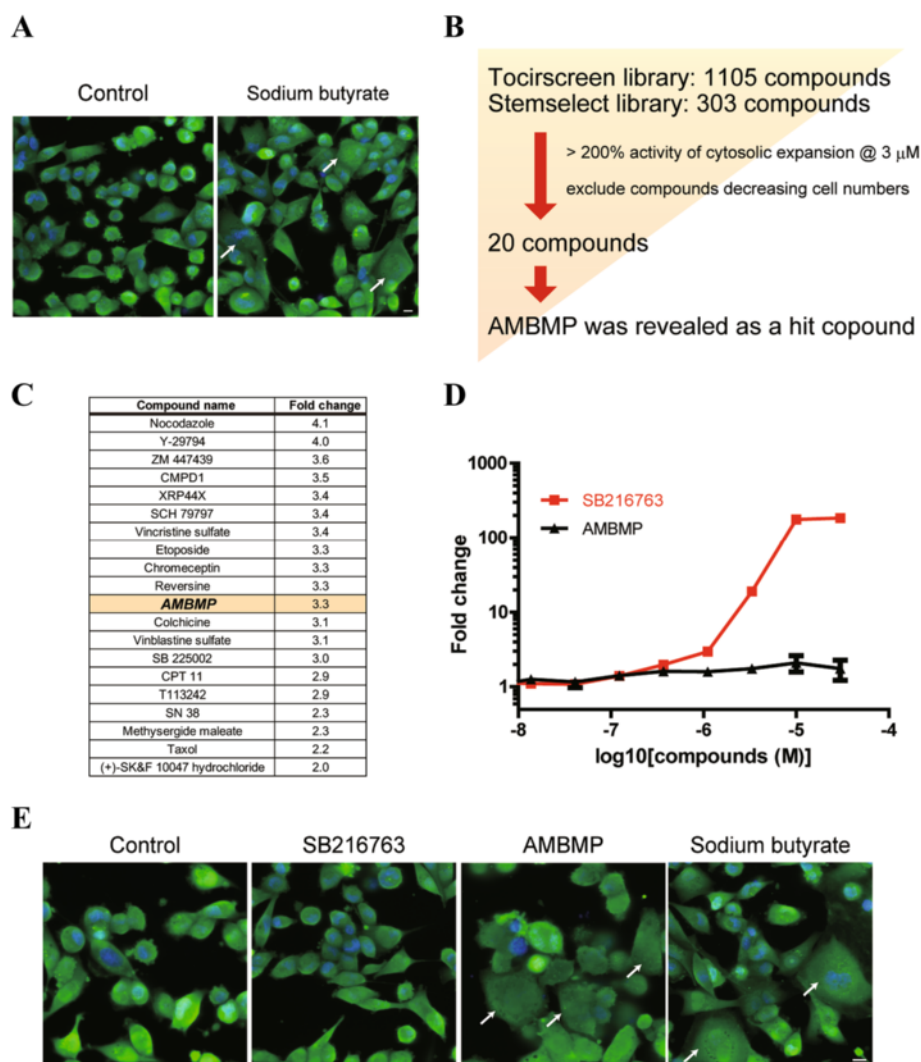 A
Control
Sodium butyrate
B
Tocirscreen library: 1105 compounds
Stemselect library: 303 compounds
> 200% activity of cytosolic expansion @ 3 μM
exclude compounds decreasing cell numbers
20 compounds
AMBMP was revealed as a hit copound
C
Compound name Fold change
Nocodazole 4.1
Y-29794 4.0
ZM 447439 3.6
CMPD1 3.5
XRP44X 3.4
SCH 79797 3.4
Vincristine sulfate 3.4
Etoposide 3.3
Chromeceptin 3.3
Reversine 3.3
AMBMP 3.3
Colchicine 3.1
Vinblastine sulfate 3.1
SB 225002 3.0
CPT 11 2.9
T113242 2.9
SN 38 2.3
Methysergide maleate 2.3
Taxol 2.2
(+)-SK&F 10047 hydrochloride 2.0
D
Fold change
1000
100
10
1
SB216763
AMBMP
-8 -7 -6 -5 -4
log10[compounds (M)]
E
Control
SB216763
AMBMP
Sodium butyrate